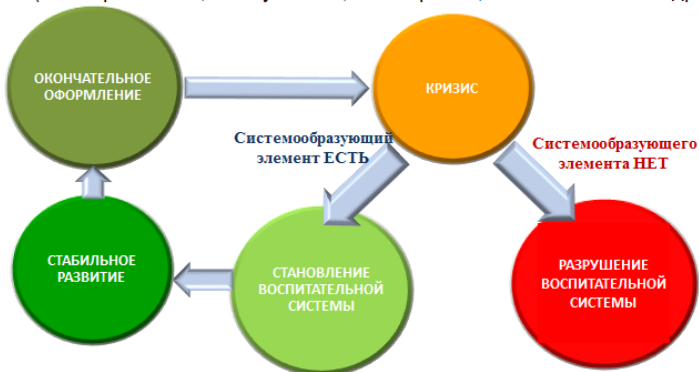 ОКОНЧАТЕЛЬНОЕ
ОФОРМЛЕНИЕ
КРИЗИС
Системообразующий
элемент ЕСТЬ
Системообразующего
элемента НЕТ
СТАБИЛЬНОЕ
РАЗВИТИЕ
СТАНОВЛЕНИЕ
ВОСПИТАТЕЛЬНОЙ
СИСТЕМЫ
РАЗРУШЕНИЕ
ВОСПИТАТЕЛЬНОЙ
СИСТЕМЫ